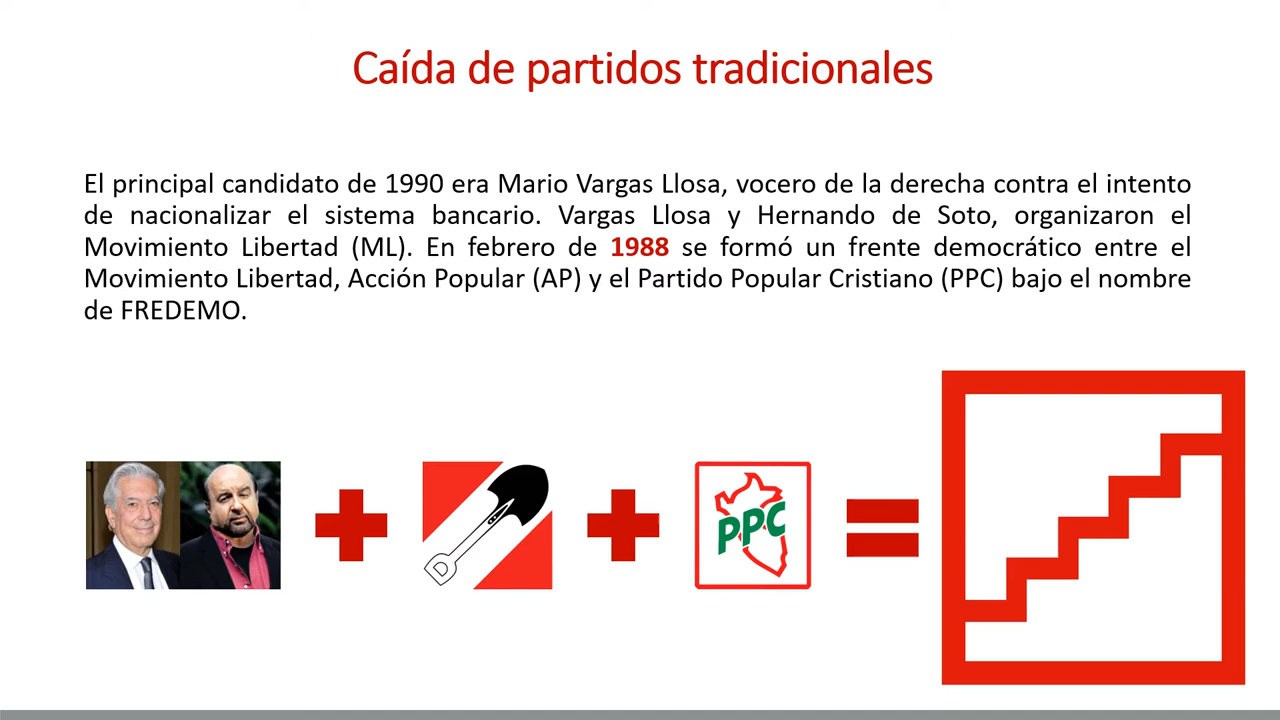 Caída de partidos tradicionales
El principal candidato de 1990 era Mario Vargas Llosa, vocero de la derecha contra el intento
de nacionalizar el sistema bancario. Vargas Llosa y Hernando de Soto, organizaron el
Movimiento Libertad (ML). En febrero de 1988 se formó un frente democrático entre el
Movimiento Libertad, Acción Popular (AP) y el Partido Popular Cristiano (PPC) bajo el nombre
de FREDEMO.
PPC